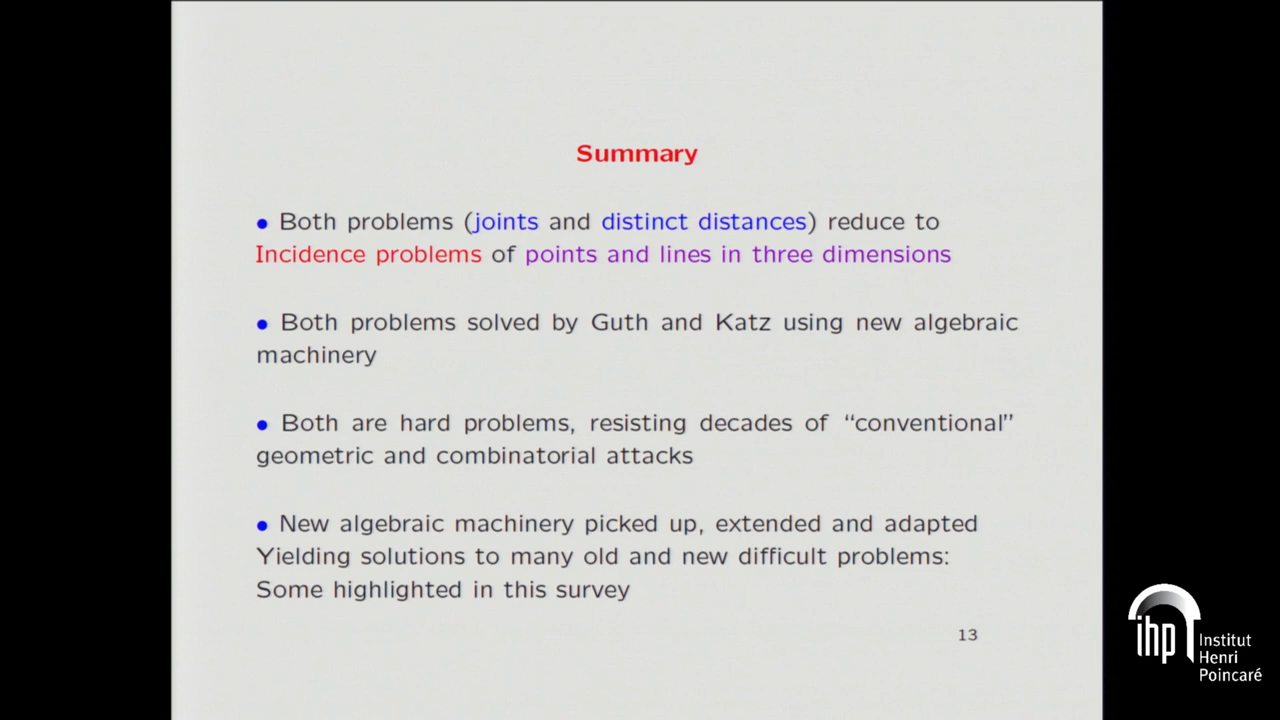 Summary
• Both problems (joints and distinct distances) reduce to
Incidence problems of points and lines in three dimensions
• Both problems solved by Guth and Katz using new algebraic
machinery
• Both are hard problems, resisting decades of “conventional”
geometric and combinatorial attacks
• New algebraic machinery picked up, extended and adapted
Yielding solutions to many old and new difficult problems:
Some highlighted in this survey
13
ihp
Institut
Henri
Poincaré